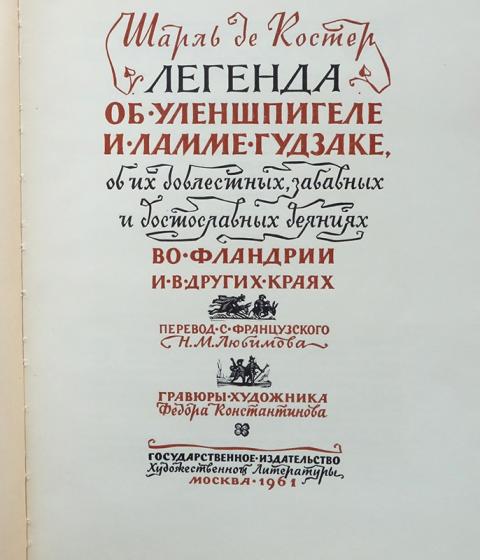 Шарль де Костер
ЛЕГЕНДА
ОБ·УЛЕНШПИГЕЛЕ
И·ЛАММЕ·ГУДЗАКЕ,
об их доблестных, забавных
и достославных деяниях
ВО·ФЛАНДРИИ
И·В·ДРУГИХ·КРАЯХ
ПЕРЕВОД·С·ФРАНЦУЗСКОГО
Н.М.Любимова
ГРАВЮРЫ·ХУДОЖНИКА
Федора Константинова
ГОСУДАРСТВЕННОЕ·ИЗДАТЕЛЬСТВО
Художественной Литературы
МОСКВА·1961